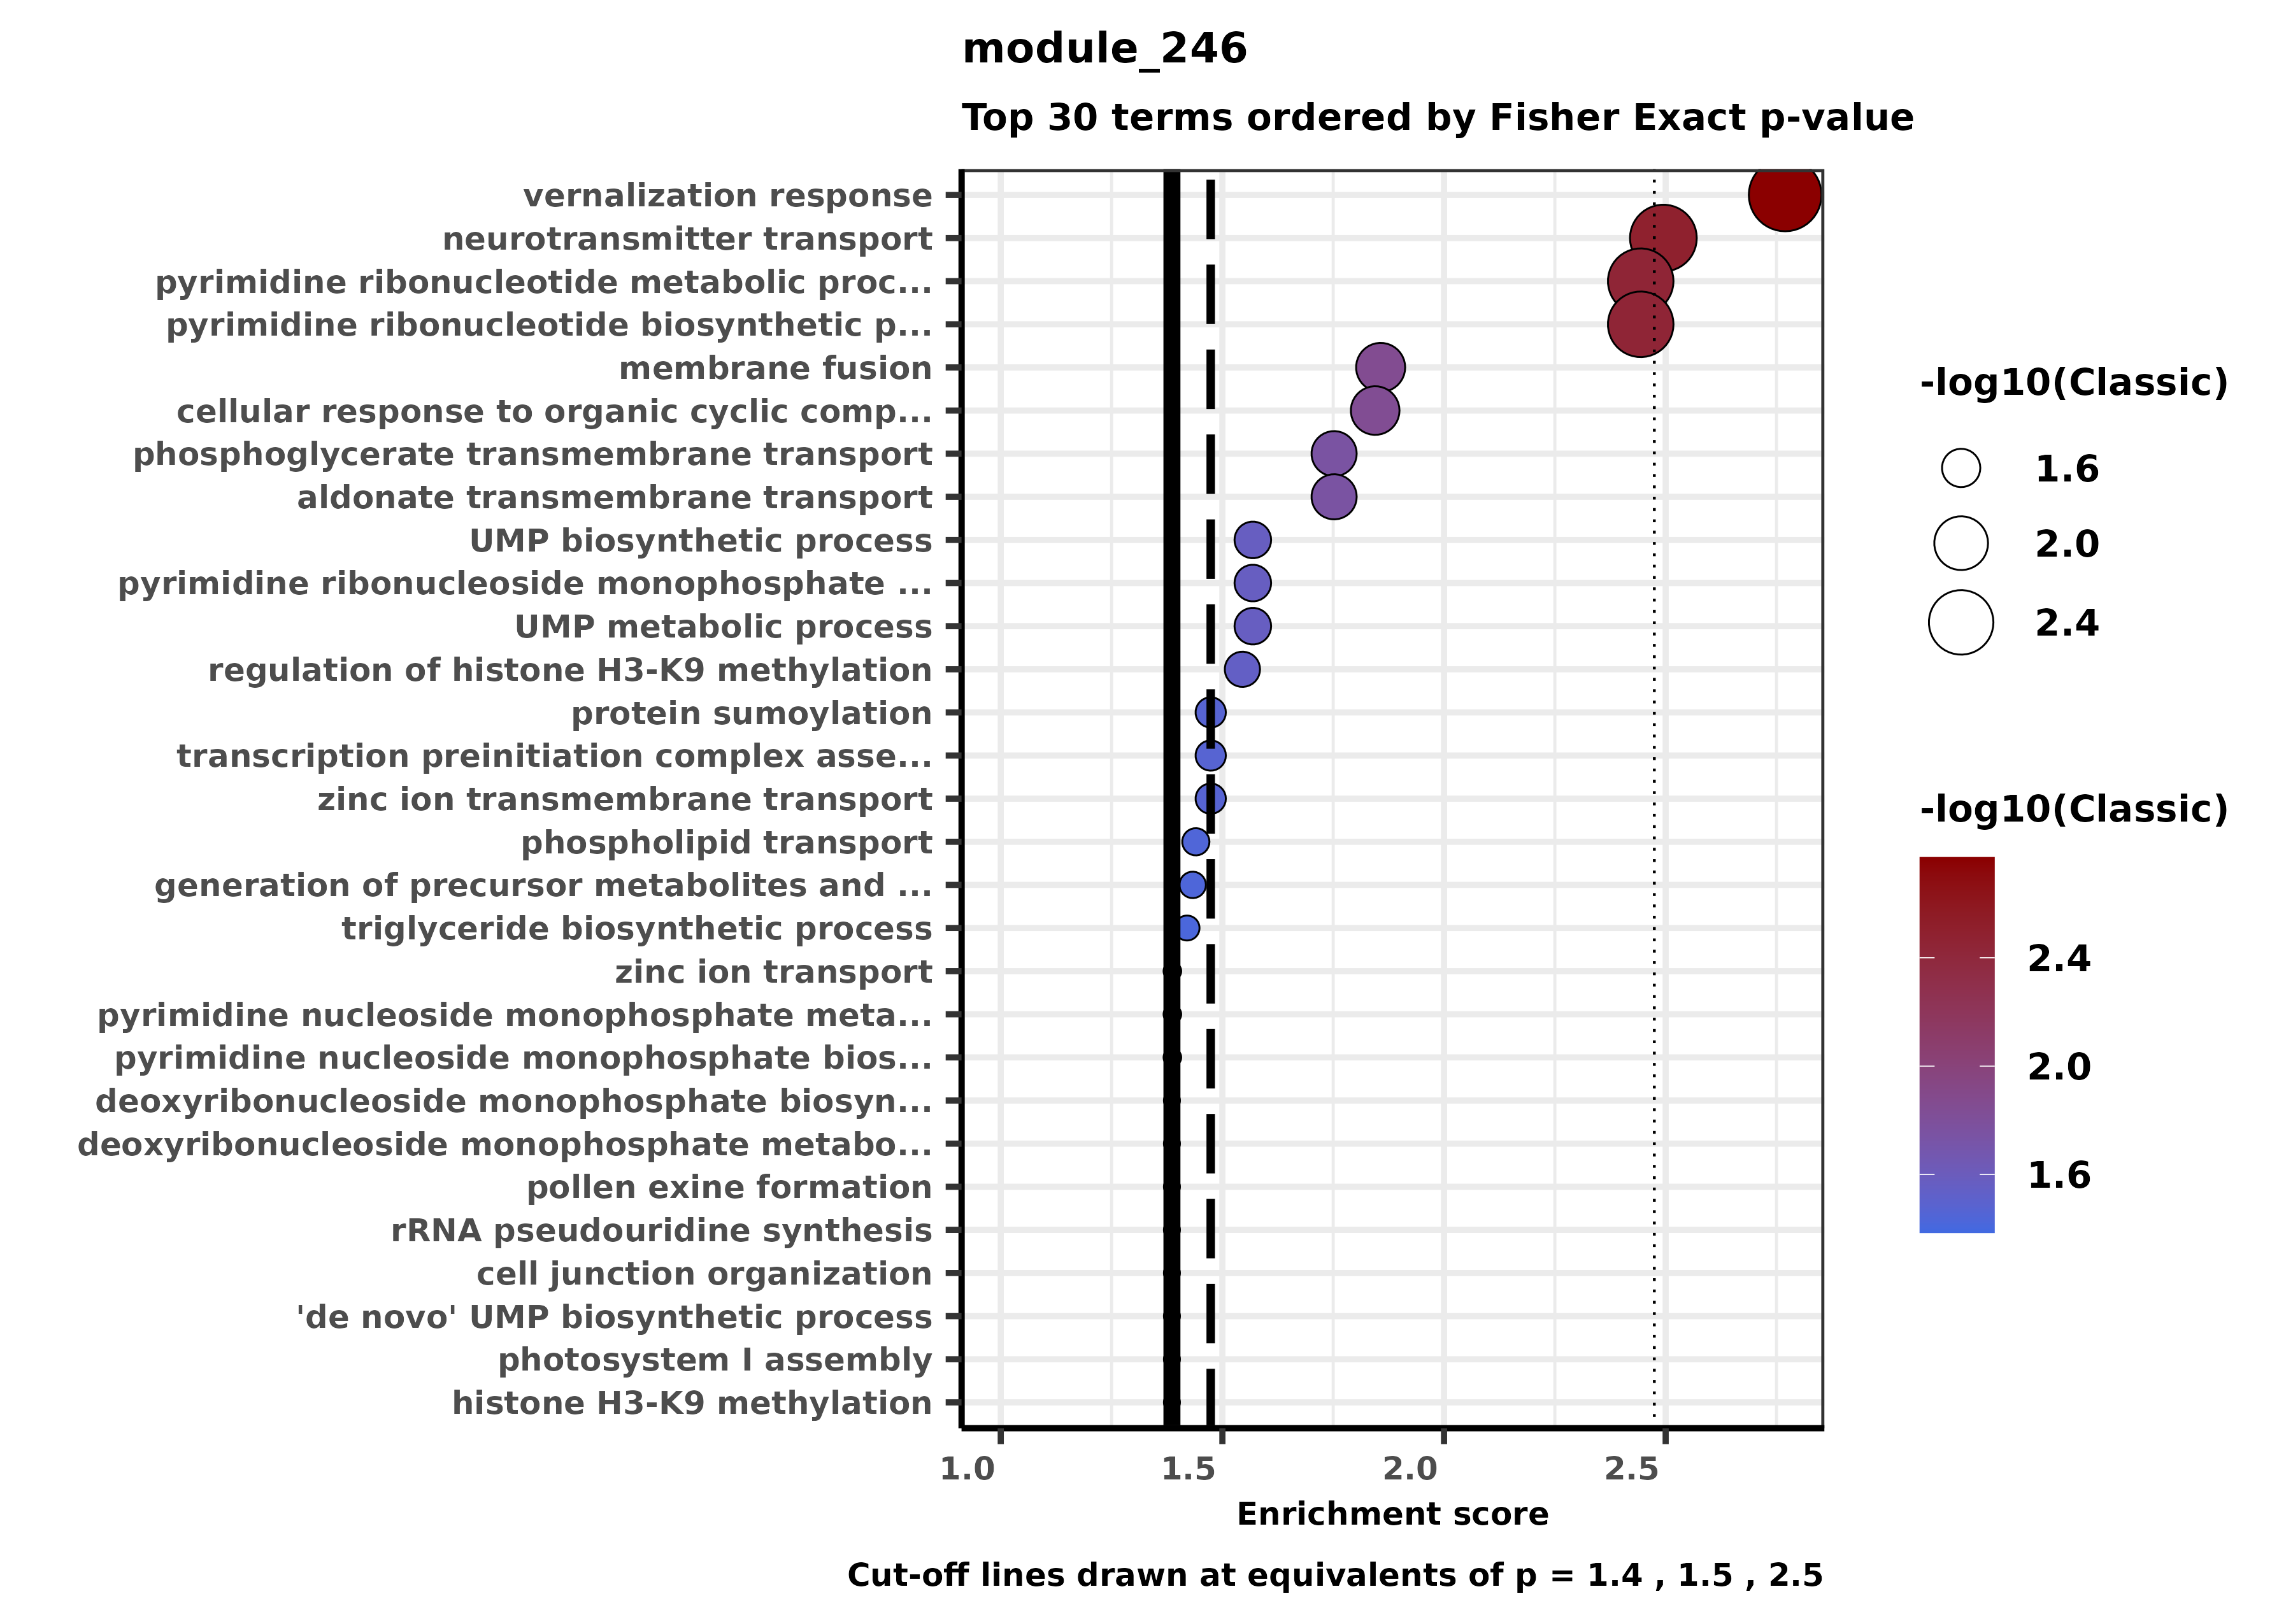 module_246
Top 30 terms ordered by Fisher Exact p-value
vernalization response
neurotransmitter transport
pyrimidine ribonucleotide metabolic proc...
pyrimidine ribonucleotide biosynthetic p...
membrane fusion
cellular response to organic cyclic comp...
phosphoglycerate transmembrane transport
aldonate transmembrane transport
UMP biosynthetic process
pyrimidine ribonucleoside monophosphate ...
UMP metabolic process
regulation of histone H3-K9 methylation
protein sumoylation
transcription preinitiation complex asse...
zinc ion transmembrane transport
phospholipid transport
generation of precursor metabolites and ...
triglyceride biosynthetic process
zinc ion transport
pyrimidine nucleoside monophosphate meta...
pyrimidine nucleoside monophosphate bios...
deoxyribonucleoside monophosphate biosyn...
deoxyribonucleoside monophosphate metabo...
pollen exine formation
rRNA pseudouridine synthesis
cell junction organization
'de novo' UMP biosynthetic process
photosystem I assembly
histone H3-K9 methylation
1.0 1.5 2.0 2.5
Enrichment score
Cut-off lines drawn at equivalents of p = 1.4 , 1.5 , 2.5
-log10(Classic)
1.6
2.0
2.4
-log10(Classic)
2.4
2.0
1.6